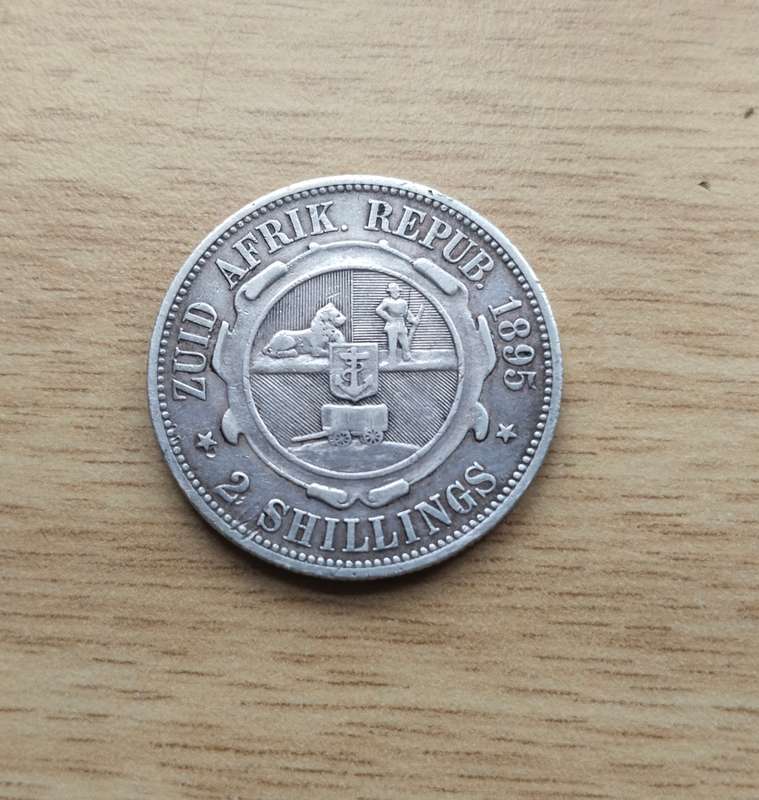 ZUID AFRIK. REPUB. 1895
2 SHILLINGS